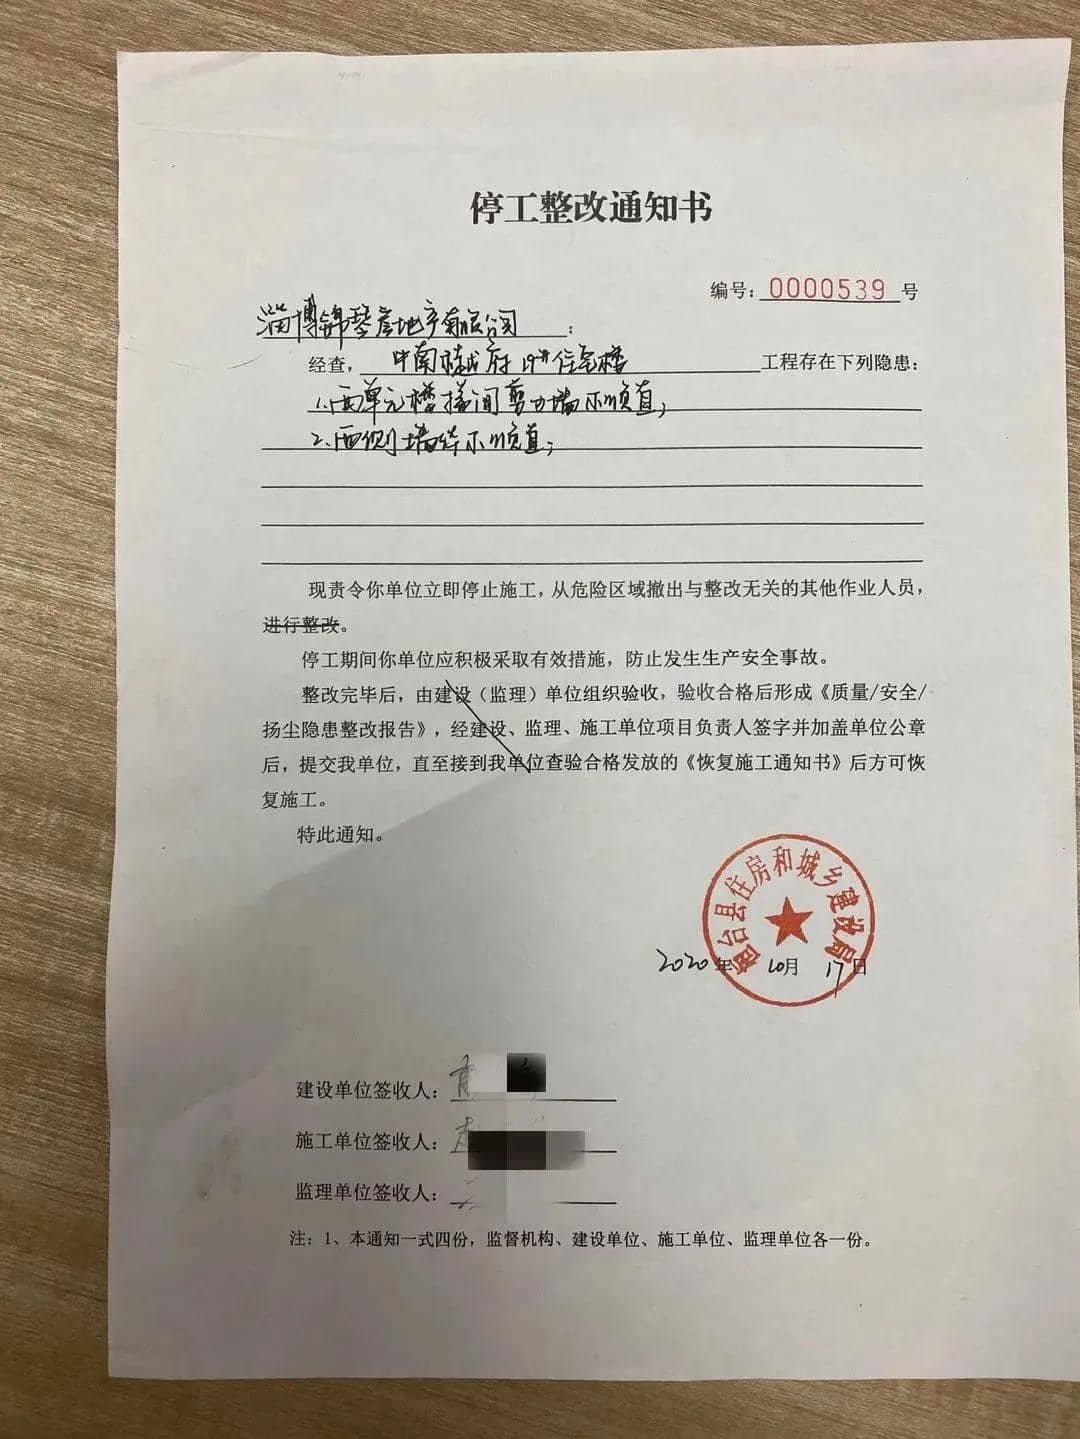 停工整改通知书
编号：0000539 号
淄博锦琴房地产有限公司：
经查，中南樾府19#住宅楼工程存在下列隐患：
1.西单元楼梯间剪力墙不顺直；
2.西侧墙体不顺直；
现责令你单位立即停止施工，从危险区域撤出与整改无关的其他作业人员，
进行整改。
停工期间你单位应积极采取有效措施，防止发生生产安全事故。
整改完毕后，由建设（监理）单位组织验收，验收合格后形成《质量/安全/
扬尘隐患整改报告》，经建设、监理、施工单位项目负责人签字并加盖单位公章
后，提交我单位，直至接到我单位查验合格发放的《恢复施工通知书》后方可恢
复施工。
特此通知。
桓台县住房和城乡建设局
2020年 10月 17日
建设单位签收人：
施工单位签收人：
监理单位签收人：
注：1、本通知一式四份，监督机构、建设单位、施工单位、监理单位各一份。